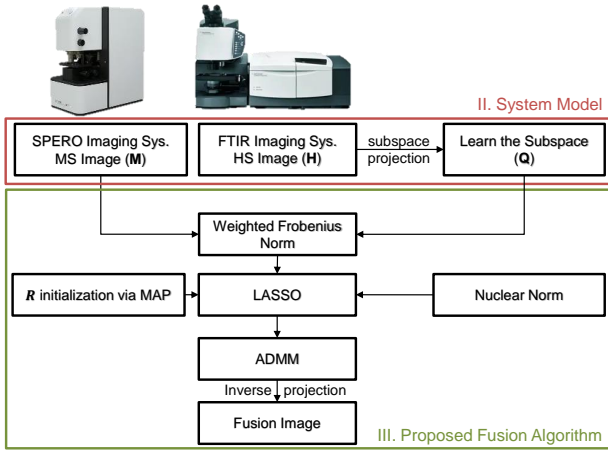 II. System Model
SPERO Imaging Sys.
MS Image (M)
FTIR Imaging Sys.
HS Image (H)
subspace
projection
Learn the Subspace
(Q)
Weighted Frobenius
Norm
R initialization via MAP
LASSO
Nuclear Norm
ADMM
Inverse projection
Fusion Image
III. Proposed Fusion Algorithm